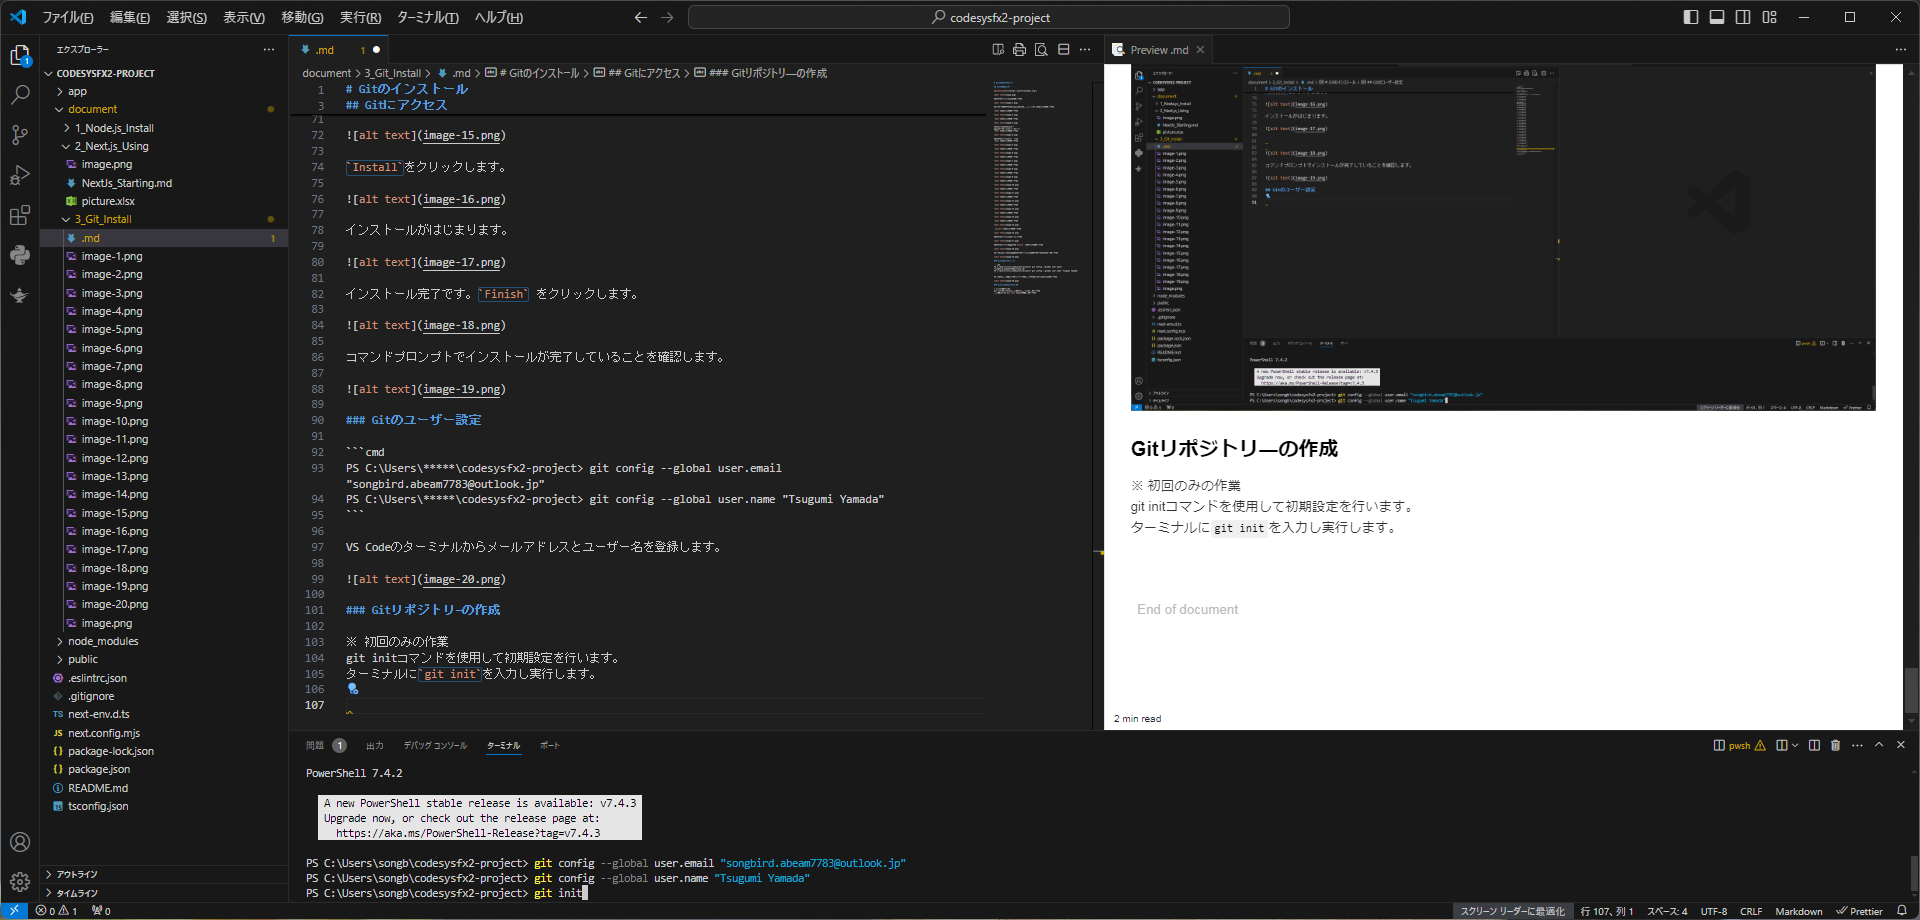 ファイル(F) 編集(E) 選択(S) 表示(V) 移動(G) 実行(R) ターミナル(T) ヘルプ(H)
codesysfx2-project
エクスプローラー
CODESYSFX2-PROJECT
app
document
1_Node.js_Install
2_Next.js_Using
image.png
NextJs_Starting.md
picture.xlsx
3_Git_Install
.md 1
image-1.png
image-2.png
image-3.png
image-4.png
image-5.png
image-6.png
image-7.png
image-8.png
image-9.png
image-10.png
image-11.png
image-12.png
image-13.png
image-14.png
image-15.png
image-16.png
image-17.png
image-18.png
image-19.png
image-20.png
image.png
node_modules
public
.eslintrc.json
.gitignore
next-env.d.ts
next.config.mjs
package-lock.json
package.json
README.md
tsconfig.json
アウトライン
タイムライン
.md 1
document > 3_Git_Install > .md > # Gitのインストール > ## Gitにアクセス > ### Gitリポジトリ―の作成
1 # Gitのインストール
3 ## Gitにアクセス
71
72 ![alt text](image-15.png)
73
74 `Install`をクリックします。
75
76 ![alt text](image-16.png)
77
78 インストールがはじまります。
79
80 ![alt text](image-17.png)
81
82 インストール完了です。`Finish` をクリックします。
83
84 ![alt text](image-18.png)
85
86 コマンドプロンプトでインストールが完了していることを確認します。
87
88 ![alt text](image-19.png)
89
90 ### Gitのユーザー設定
91
92 ```cmd
93 PS C:\Users\*****\codesysfx2-project> git config --global user.email
"songbird.abeam7783@outlook.jp"
94 PS C:\Users\*****\codesysfx2-project> git config --global user.name "Tsugumi Yamada"
95 ```
96
97 VS Codeのターミナルからメールアドレスとユーザー名を登録します。
98
99 ![alt text](image-20.png)
100
101 ### Gitリポジトリ―の作成
102
103 ※ 初回のみの作業
104 git initコマンドを使用して初期設定を行います。
105 ターミナルに`git init`を入力し実行します。
106
107
Preview .md
Gitリポジトリ―の作成
※ 初回のみの作業
git initコマンドを使用して初期設定を行います。
ターミナルに git init を入力し実行します。
End of document
2 min read
問題 1 出力 デバッグ コンソール ターミナル ポート
pwsh
PowerShell 7.4.2
A new PowerShell stable release is available: v7.4.3
Upgrade now, or check out the release page at:
https://aka.ms/PowerShell-Release?tag=v7.4.3
PS C:\Users\songb\codesysfx2-project> git config --global user.email "songbird.abeam7783@outlook.jp"
PS C:\Users\songb\codesysfx2-project> git config --global user.name "Tsugumi Yamada"
PS C:\Users\songb\codesysfx2-project> git init
0 1 0
スクリーン リーダーに最適化 行 107、列 1 スペース: 4 UTF-8 CRLF Markdown Prettier